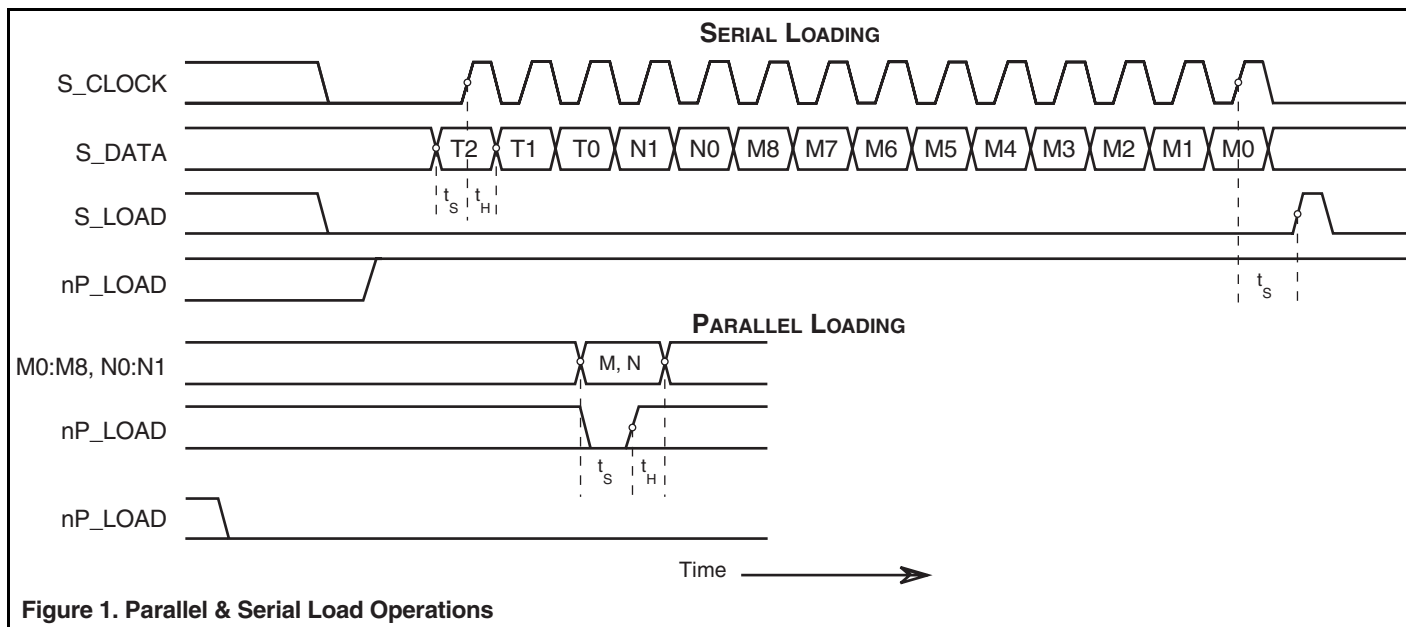 SERIAL LOADING
S_CLOCK
S_DATA T2 T1 T0 N1 N0 M8 M7 M6 M5 M4 M3 M2 M1 M0
tS tH
S_LOAD
nP_LOAD
tS
PARALLEL LOADING
M0:M8, N0:N1 M, N
nP_LOAD
tS tH
nP_LOAD
Time
Figure 1. Parallel & Serial Load Operations